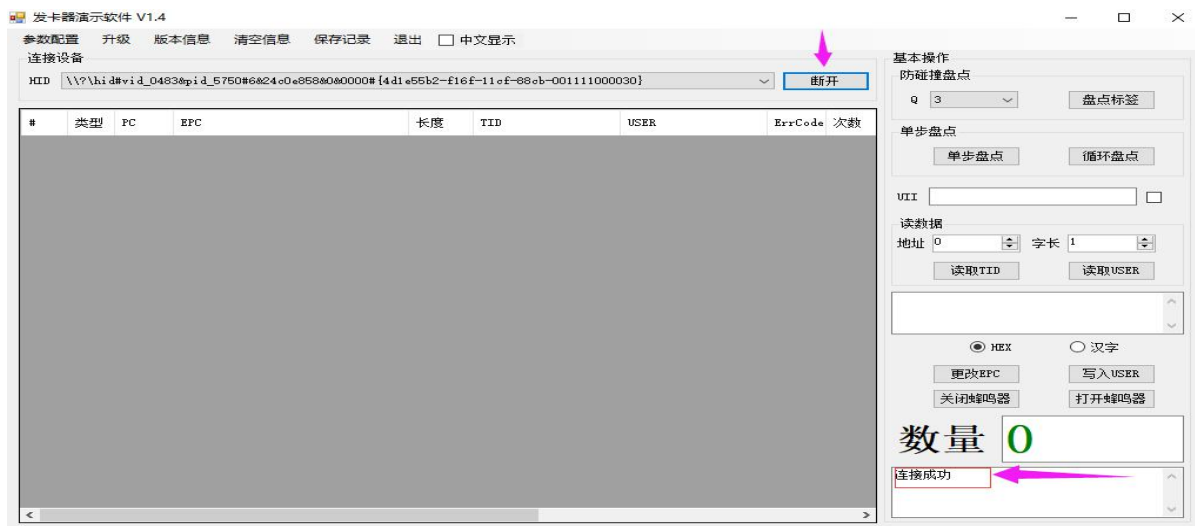 发卡器演示软件 V1.4
参数配置 升级 版本信息 清空信息 保存记录 退出 中文显示
连接设备
HID \\?\hid#vid_0483&pid_5750#6&24c0e858&0&0000#{4d1e55b2-f16f-11cf-88cb-001111000030} 断开
# 类型 PC EPC 长度 TID USER ErrCode 次数
基本操作
防碰撞盘点
Q 3 盘点标签
单步盘点
单步盘点 循环盘点
UII
读数据
地址 0 字长 1
读取TID 读取USER
HEX 汉字
更改EPC 写入USER
关闭蜂鸣器 打开蜂鸣器
数量 0
连接成功